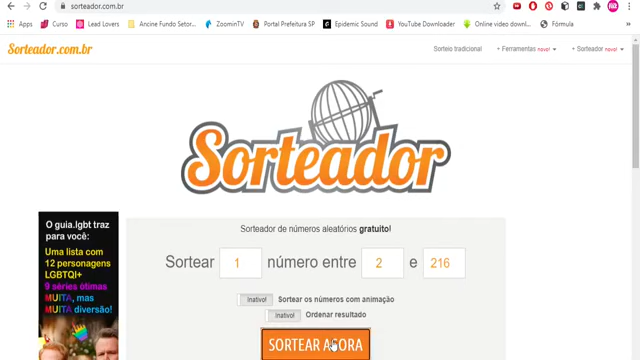 sorteador.com.br
Apps Curso Lead Lovers Ancine Fundo Setor... ZoominTV Portal Prefeitura SP Epidemic Sound YouTube Downloader Online video downl... Fórmula
Sorteador.com.br Sorteio tradicional + Ferramentas novo! + Sorteador novo!
Sorteador
O guia.lgbt traz
para você:
Uma lista com
12 personagens
LGBTQI+
9 séries ótimas
MUITA, mas
MUITA diversão!
Sorteador de números aleatórios gratuito!
Sortear 1 número entre 2 e 216
inativo! Sortear os números com animação
inativo! Ordenar resultado
SORTEAR AGORA